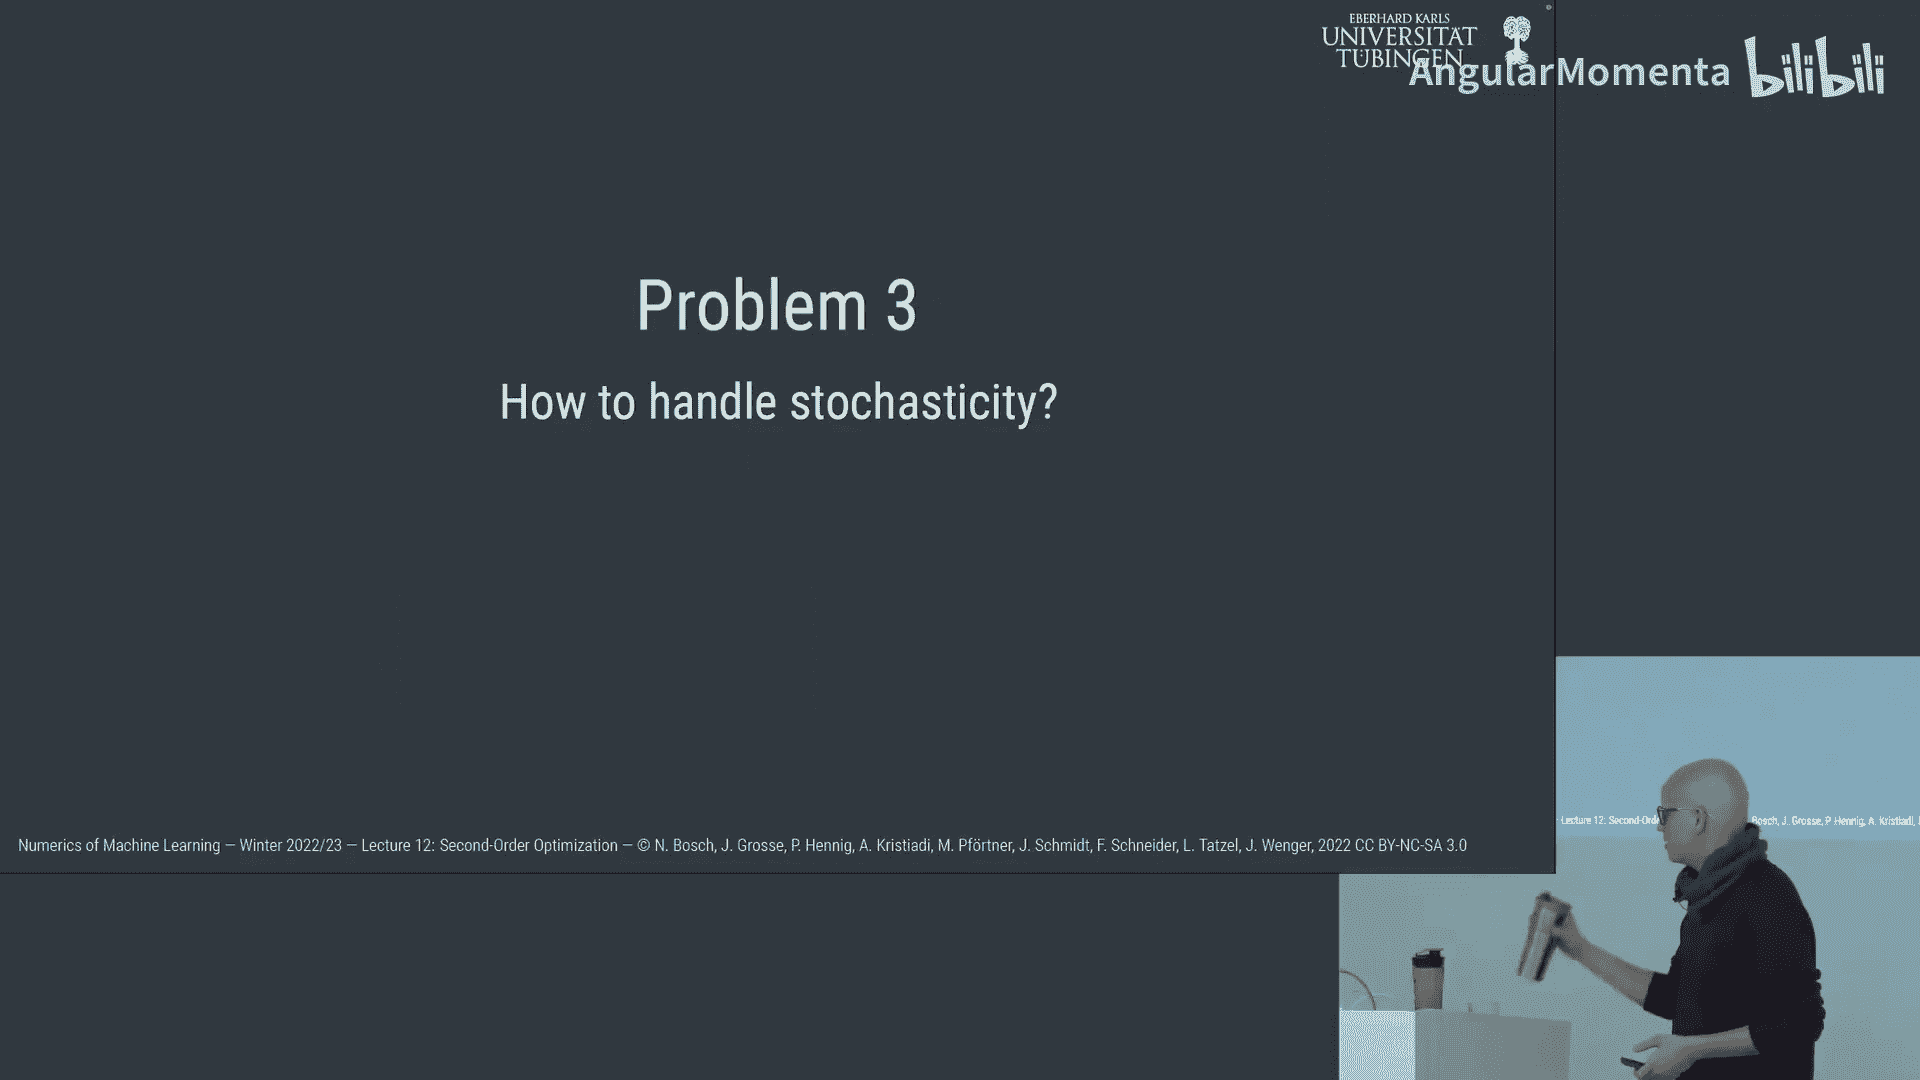 EBERHARD KARLS
UNIVERSITÄT
TÜBINGEN
AngularMomenta bilibili
Problem 3
How to handle stochasticity?
Numerics of Machine Learning — Winter 2022/23 — Lecture 12: Second-Order Optimization — © N. Bosch, J. Grosse, P. Hennig, A. Kristiadi, M. Pförtner, J. Schmidt, F. Schneider, L. Tatzel, J. Wenger, 2022 CC BY-NC-SA 3.0
Lecture 12: Second-Orde Bosch, J. Grosse, P. Hennig, A. Kristiadi,